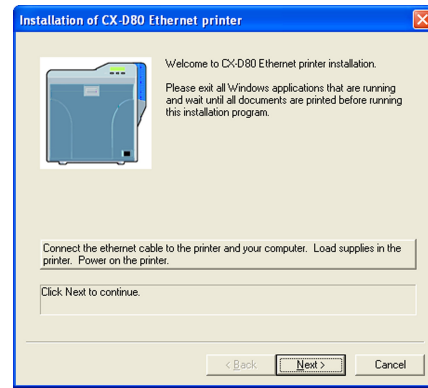 Installation of CX-D80 Ethernet printer
Welcome to CX-D80 Ethernet printer installation.
Please exit all Windows applications that are running
and wait until all documents are printed before running
this installation program.
Connect the ethernet cable to the printer and your computer.  Load supplies in the
printer.  Power on the printer.
Click Next to continue.
< Back
Next >
Cancel